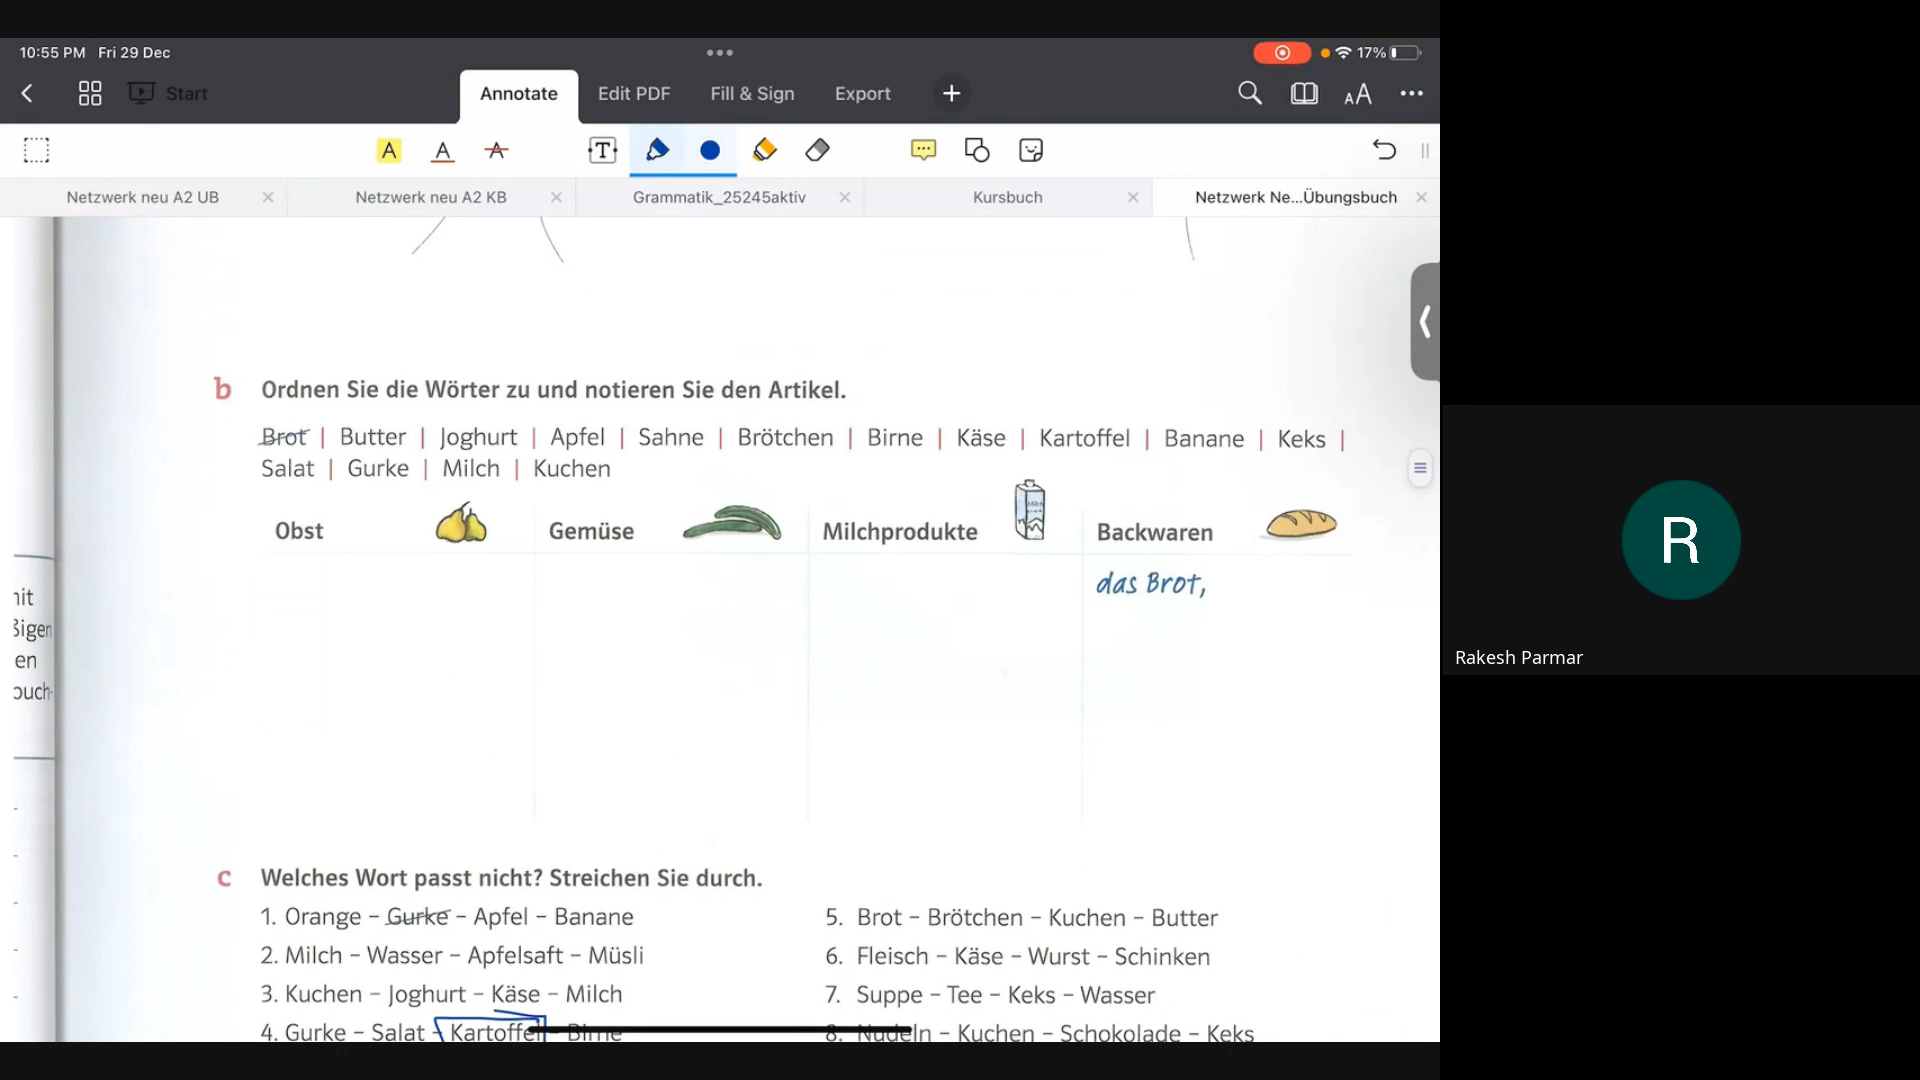 10:55 PM Fri 29 Dec
17%
Start
Annotate
Edit PDF
Fill & Sign
Export
AA
A A A T
Netzwerk neu A2 UB
Netzwerk neu A2 KB
Grammatik_25245aktiv
Kursbuch
Netzwerk Ne...Übungsbuch
b Ordnen Sie die Wörter zu und notieren Sie den Artikel.
Brot | Butter | Joghurt | Apfel | Sahne | Brötchen | Birne | Käse | Kartoffel | Banane | Keks |
Salat | Gurke | Milch | Kuchen
Obst Gemüse Milchprodukte Backwaren
das Brot,
nit
ßigen
en
ouch-
c Welches Wort passt nicht? Streichen Sie durch.
1. Orange – Gurke – Apfel – Banane
2. Milch – Wasser – Apfelsaft – Müsli
3. Kuchen – Joghurt – Käse – Milch
4. Gurke – Salat – Kartoffel – Birne
5. Brot – Brötchen – Kuchen – Butter
6. Fleisch – Käse – Wurst – Schinken
7. Suppe – Tee – Keks – Wasser
8. Nudeln – Kuchen – Schokolade – Keks
R
Rakesh Parmar